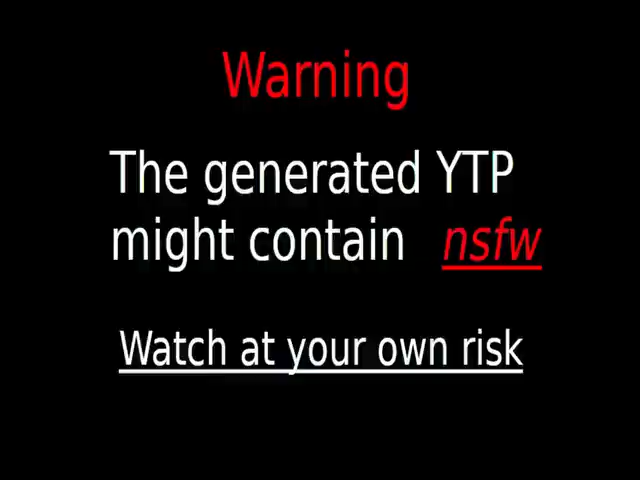 Warning
The generated YTP
might contain nsfw
Watch at your own risk